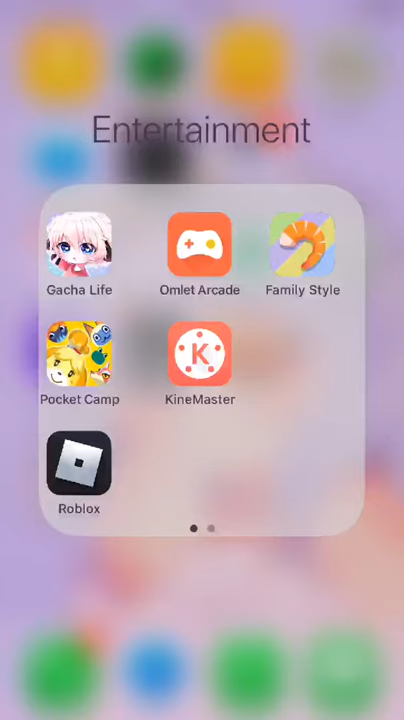 Entertainment
Gacha Life
Omlet Arcade
Family Style
Pocket Camp
KineMaster
K
Roblox